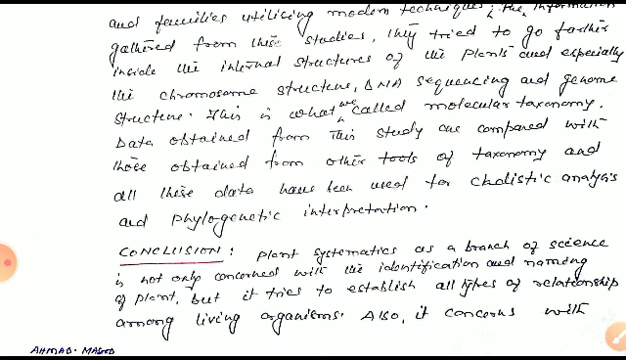 and families utilising modern techniques; the information
gathered from these studies, they tried to go farther
inside the internal structures of the plants and especially
the chromosome structure, DNA sequencing and genome
structure. This is what we called molecular taxonomy.
Data obtained from This study are compared with
those obtained from other tools of taxonomy and
all these data have been used for cholistic analysis
and phylogenetic interpretation.
CONCLUSION: plant systematics as a branch of science
is not only concerned with the identification and naming
of plant, but it tries to establish all types of relationship
among living organisms. Also, it concerns with
AHMAD. MASOOD